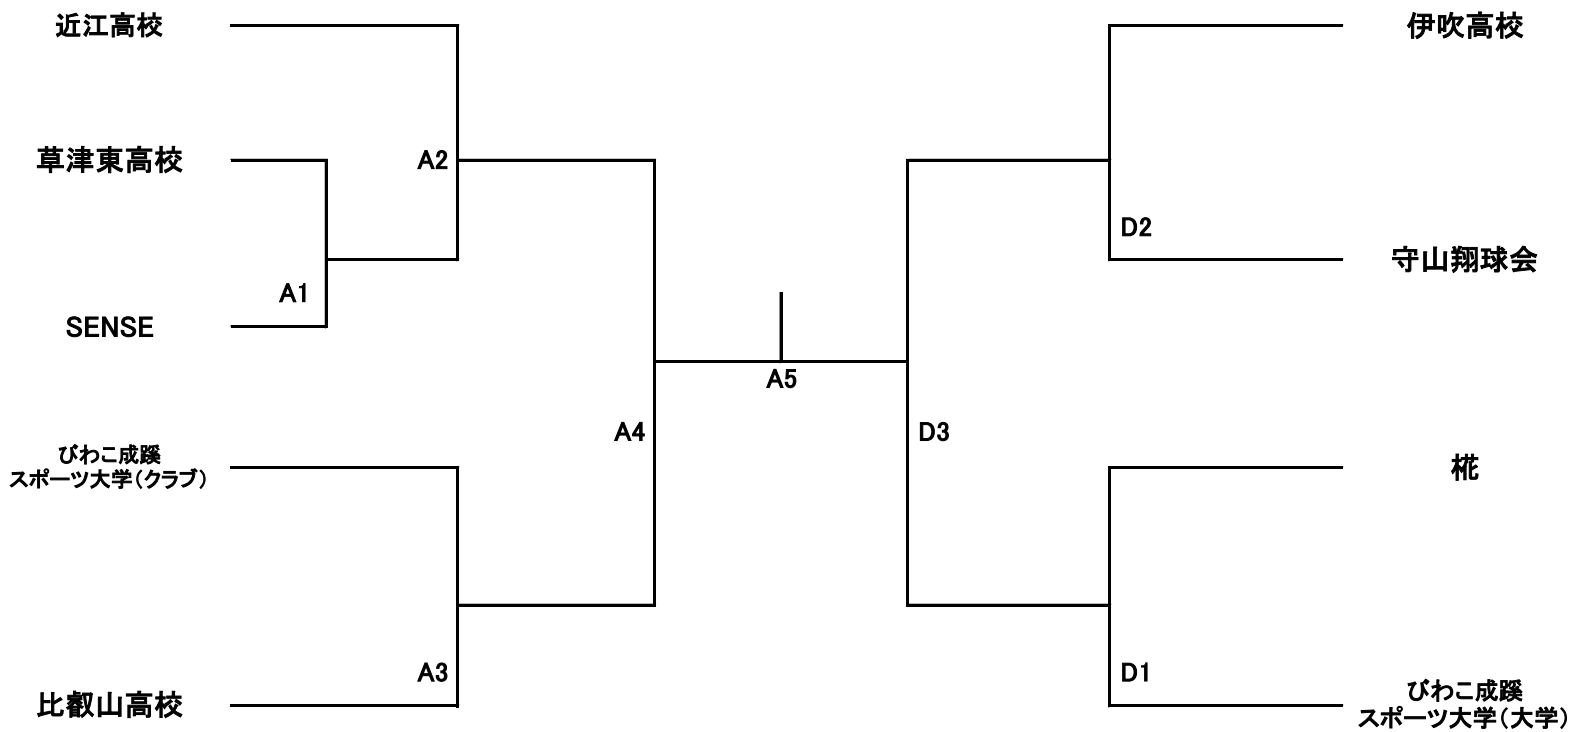 近江高校
伊吹高校
草津東高校
A2
D2
守山翔球会
A1
SENSE
A5
A4
D3
びわこ成蹊
スポーツ大学(クラブ)
椛
A3
D1
比叡山高校
びわこ成蹊
スポーツ大学(大学)